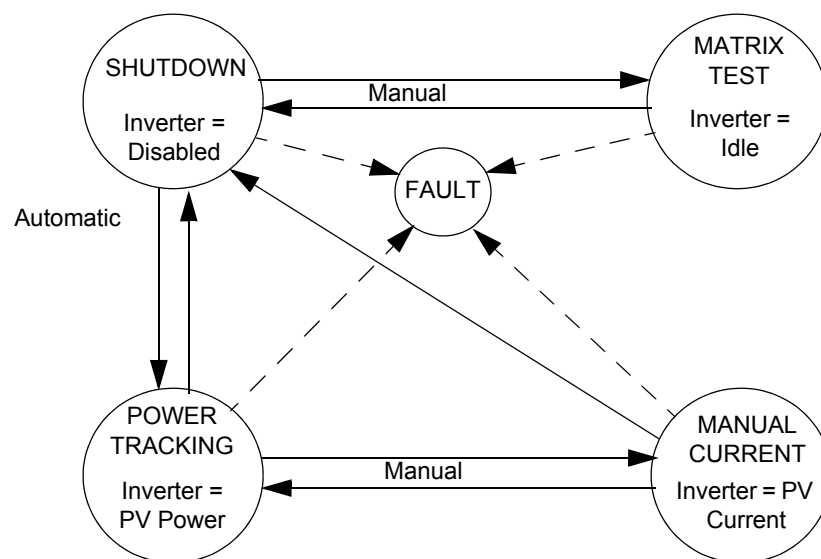 SHUTDOWN
Inverter =
Disabled
Manual
MATRIX
TEST
Inverter =
Idle
FAULT
Automatic
POWER
TRACKING
Inverter =
PV Power
Manual
MANUAL
CURRENT
Inverter = PV
Current